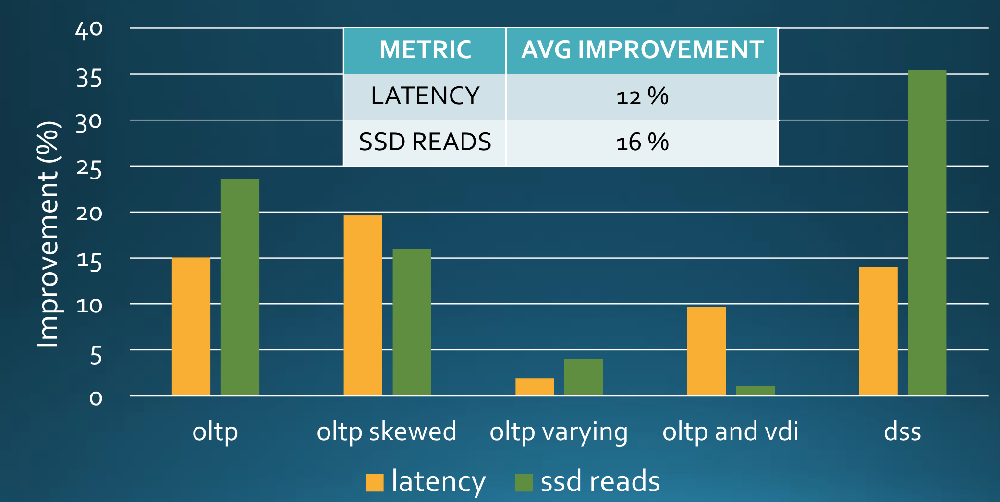 40
35
30
25
20
15
10
5
0
Improvement (%)
METRIC AVG IMPROVEMENT
LATENCY 12 %
SSD READS 16 %
oltp oltp skewed oltp varying oltp and vdi dss
latency ssd reads